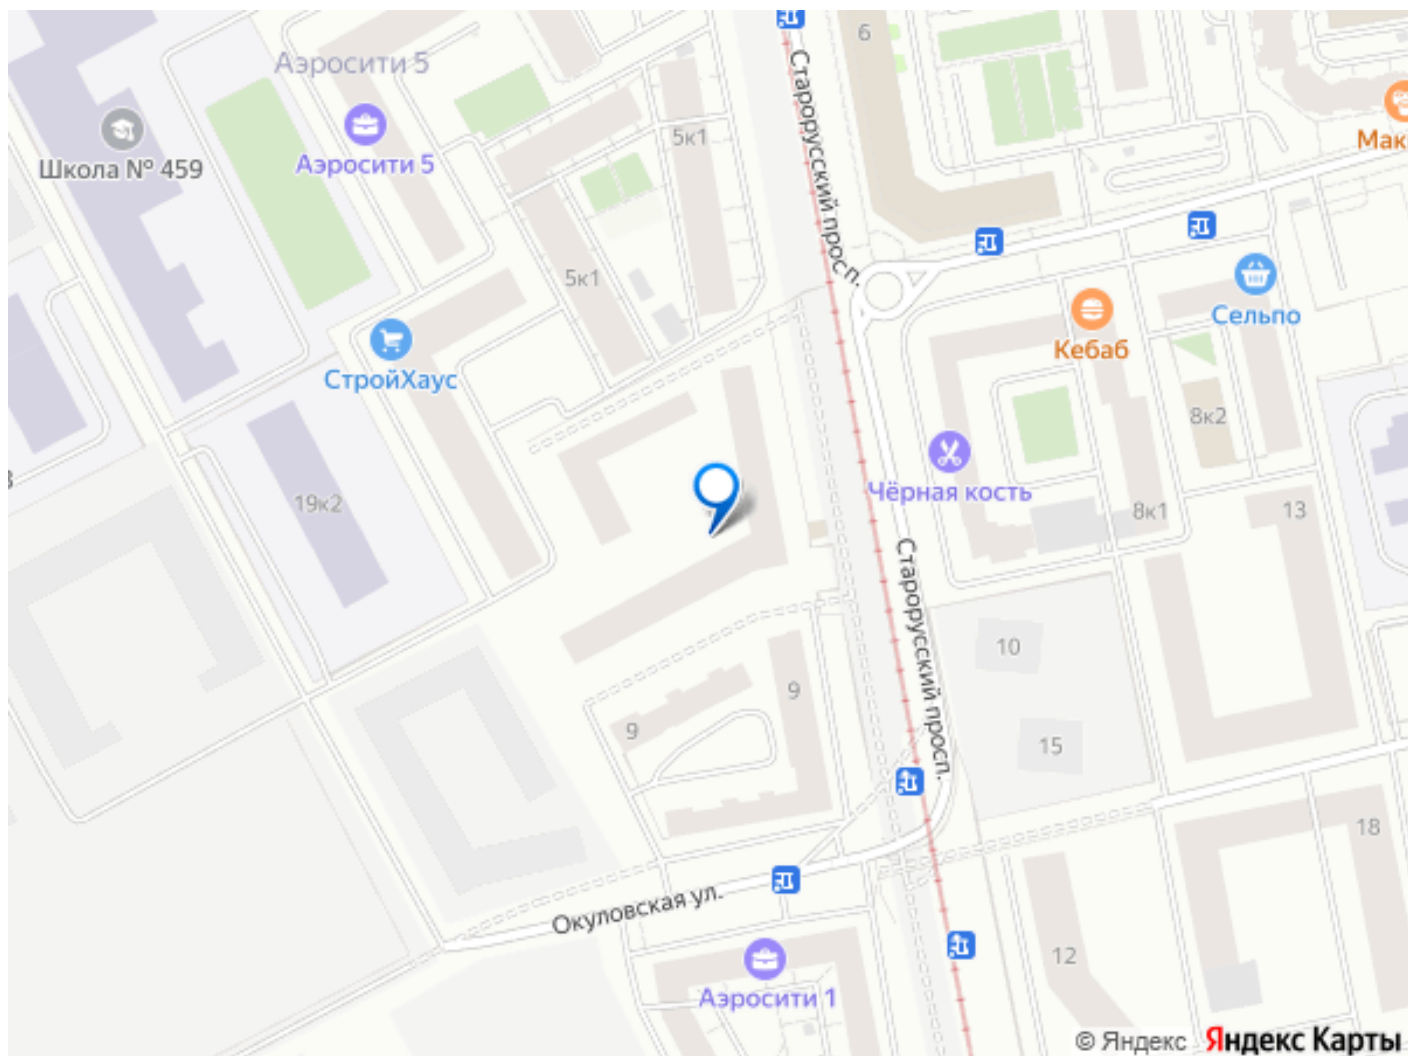 6
Аэросити 5
Старорусский просп.
Школа № 459
Аэросити 5
5к1
Мак
5к1
Сельпо
Кебаб
СтройХаус
8к2
Чёрная кость
19к2
8к1
13
Старорусский просп.
10
9
9
15
18
Окуловская ул.
12
Аэросити 1
© Яндекс Яндекс Карты